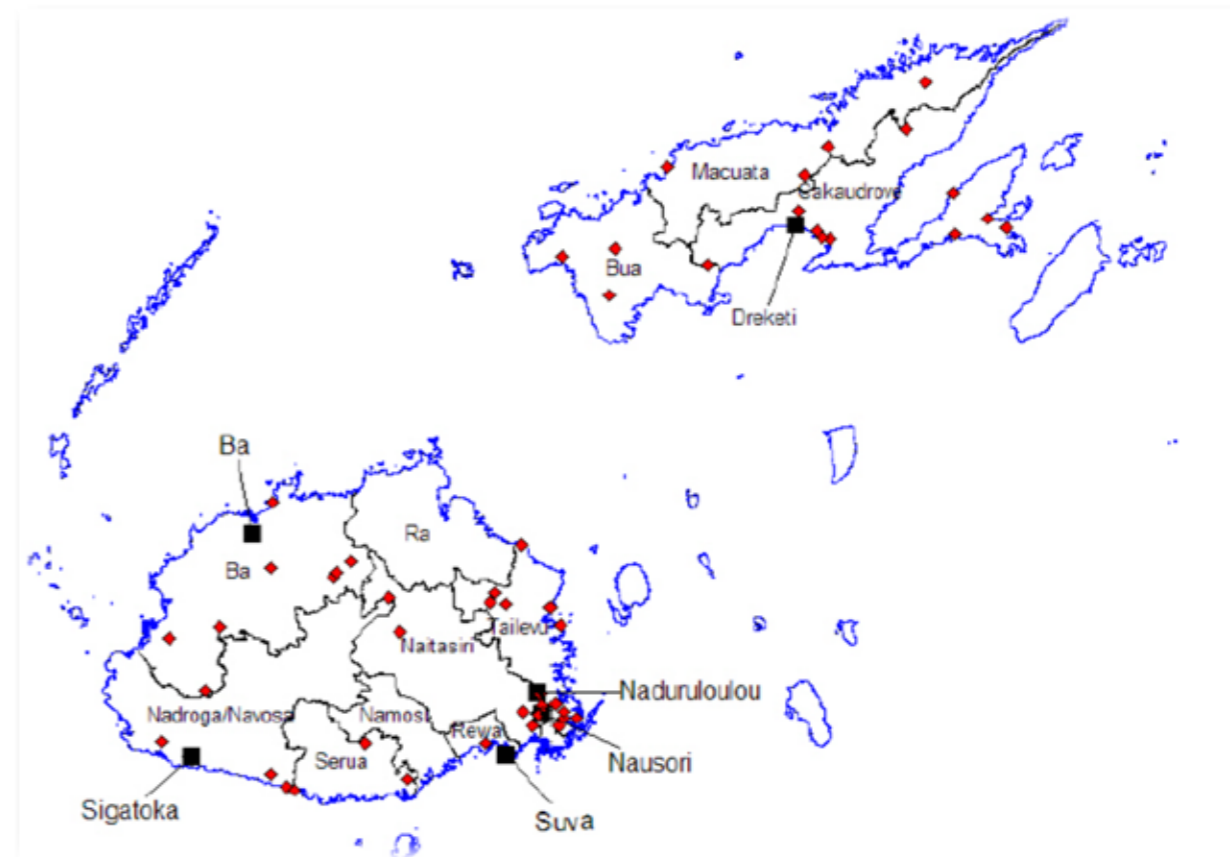 Macuata
Cakaudrove
Bua
Dreketi
Ba
Ra
Ba
Tailevu
Naitasiri
Naduruloulou
Nadroga/Navosa
Namosi
Rewa
Serua
Nausori
Sigatoka
Suva